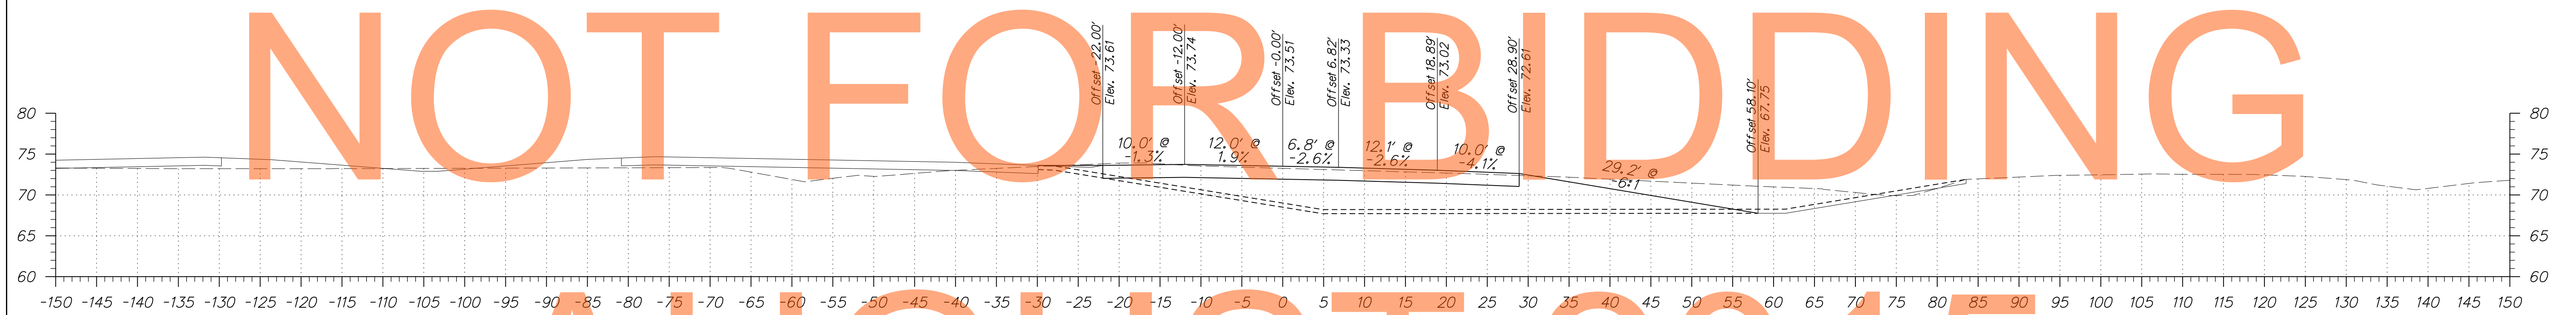 NOT FOR BIDDING
Offset -22.00'
Elev. 73.61
Offset -12.00'
Elev. 73.74
Offset -0.00'
Elev. 73.51
Offset 6.82'
Elev. 73.33
Offset 18.89'
Elev. 73.02
Offset 28.90'
Elev. 72.61
Offset 58.10'
Elev. 67.75
10.0' @
-1.3%
12.0' @
1.9%
6.8' @
-2.6%
12.1' @
-2.6%
10.0' @
-4.1%
29.2' @
-6:1
80 80
75 75
70 70
65 65
60 60
-150 -145 -140 -135 -130 -125 -120 -115 -110 -105 -100 -95 -90 -85 -80 -75 -70 -65 -60 -55 -50 -45 -40 -35 -30 -25 -20 -15 -10 -5 0 5 10 15 20 25 30 35 40 45 50 55 60 65 70 75 80 85 90 95 100 105 110 115 120 125 130 135 140 145 150